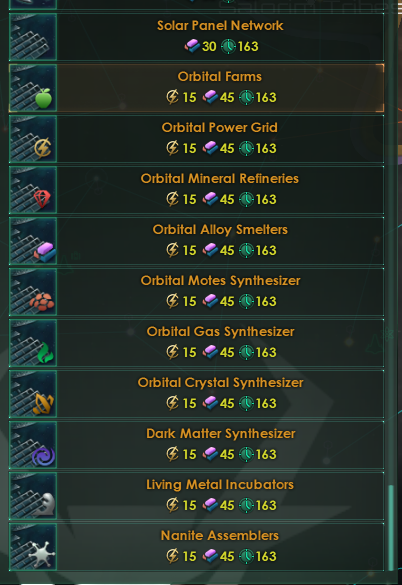 Solar Panel Network
30 163
Orbital Farms
15 45 163
Orbital Power Grid
15 45 163
Orbital Mineral Refineries
15 45 163
Orbital Alloy Smelters
15 45 163
Orbital Motes Synthesizer
15 45 163
Orbital Gas Synthesizer
15 45 163
Orbital Crystal Synthesizer
15 45 163
Dark Matter Synthesizer
15 45 163
Living Metal Incubators
15 45 163
Nanite Assemblers
15 45 163